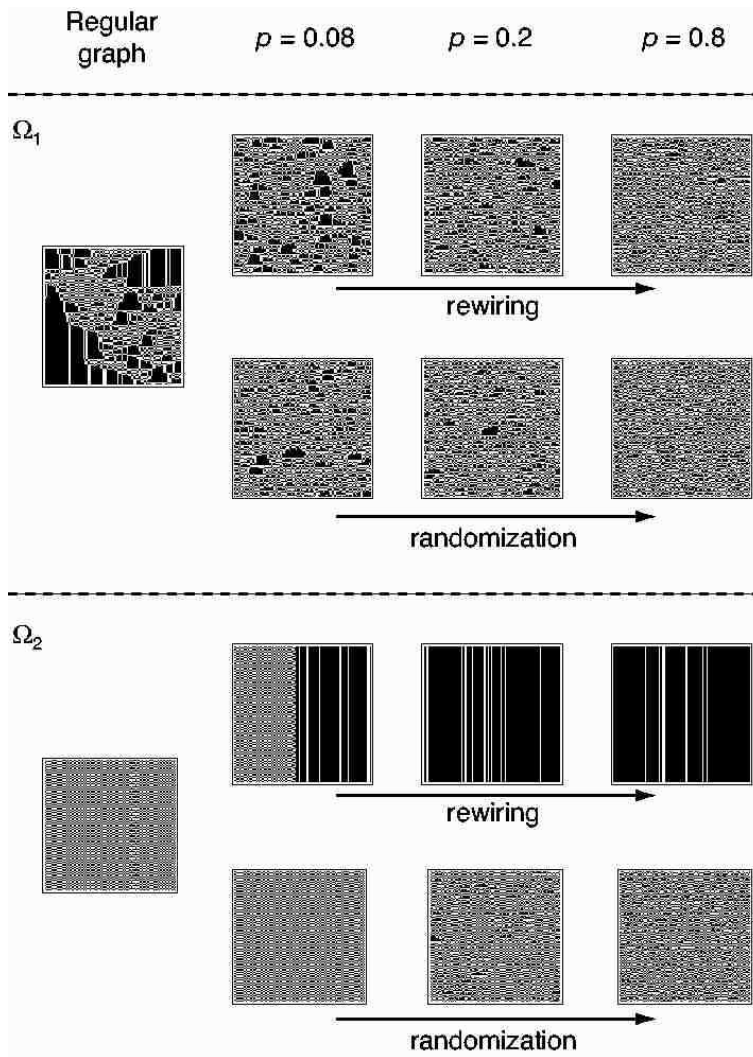 Regular graph p = 0.08 p = 0.2 p = 0.8
Ω1
rewiring
randomization
Ω2
rewiring
randomization